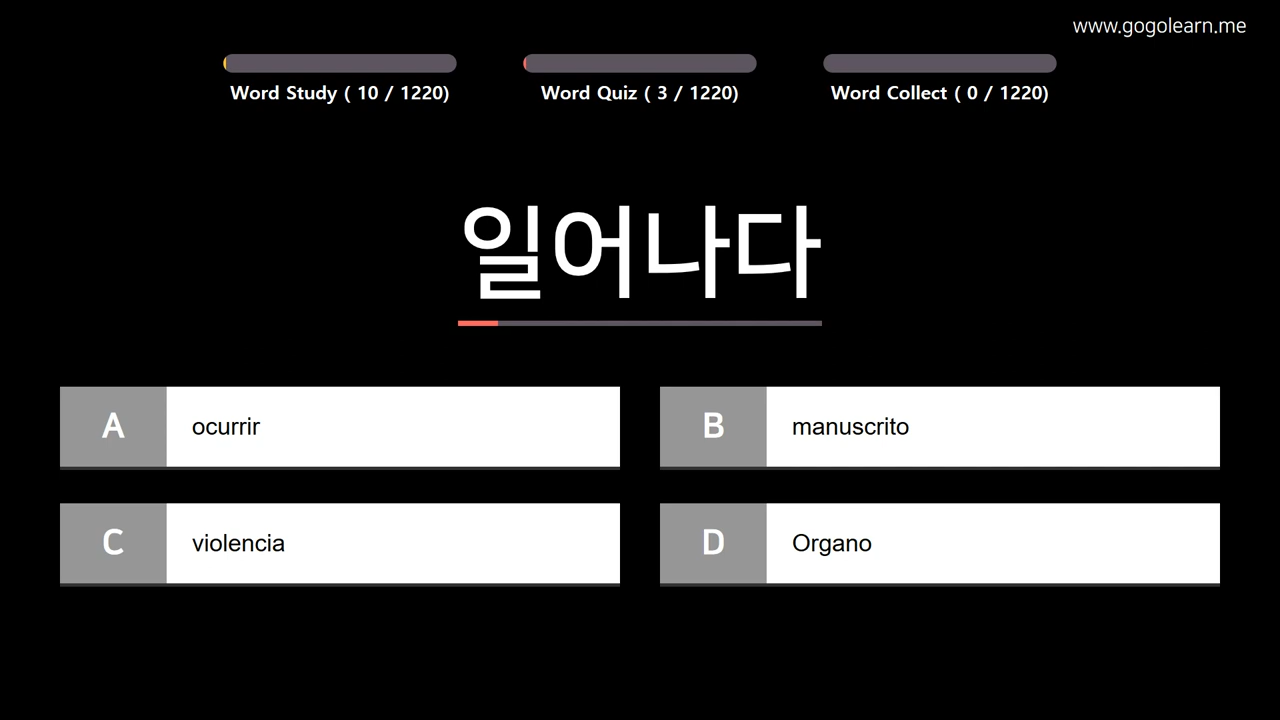 www.gogolearn.me
Word Study ( 10 / 1220)
Word Quiz ( 3 / 1220)
Word Collect ( 0 / 1220)
일어나다
A ocurrir
B manuscrito
C violencia
D Organo